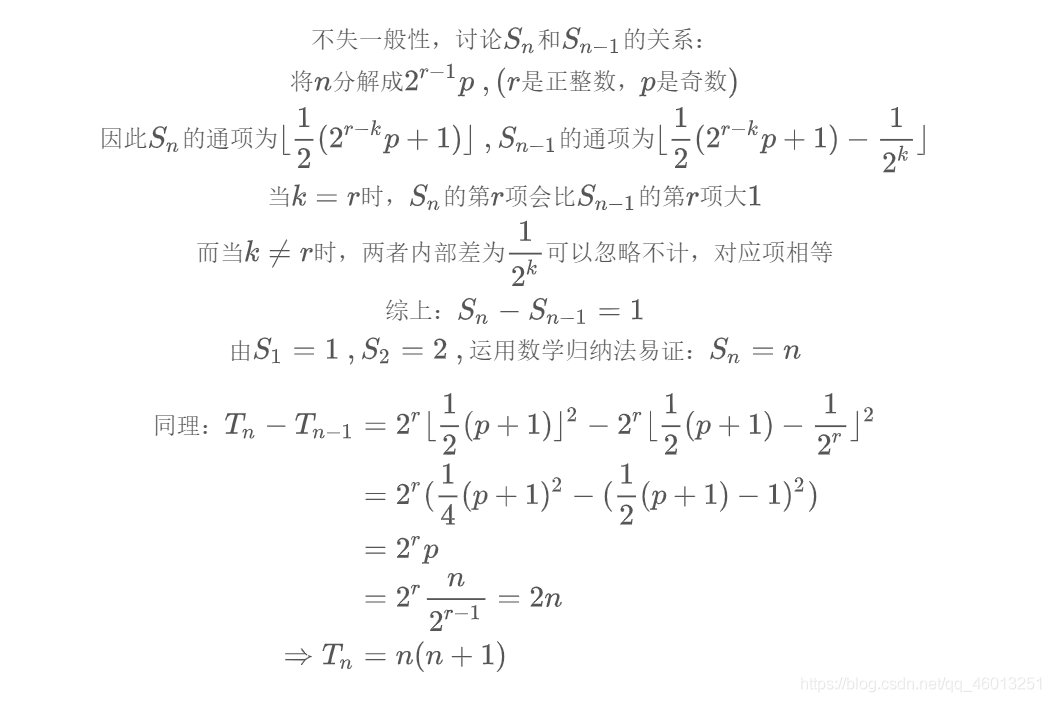 不失一般性，讨论$S_n$和$S_{n-1}$的关系：
将$n$分解成$2^{r-1}p$ ,($r$是正整数，$p$是奇数)
因此$S_n$的通项为$\lfloor \frac{1}{2}(2^{r-k}p+1) \rfloor$ , $S_{n-1}$的通项为$\lfloor \frac{1}{2}(2^{r-k}p+1) - \frac{1}{2^k} \rfloor$
当$k=r$时，$S_n$的第$r$项会比$S_{n-1}$的第$r$项大1
而当$k \neq r$时，两者内部差为$\frac{1}{2^k}$可以忽略不计，对应项相等
综上：$S_n - S_{n-1} = 1$
由$S_1 = 1$ , $S_2 = 2$ ,运用数学归纳法易证：$S_n = n$
同理：$T_n - T_{n-1} = 2^r \lfloor \frac{1}{2}(p+1) \rfloor^2 - 2^r \lfloor \frac{1}{2}(p+1) - \frac{1}{2^r} \rfloor^2$
$= 2^r (\frac{1}{4}(p+1)^2 - (\frac{1}{2}(p+1) - 1)^2)$
$= 2^r p$
$= 2^r \frac{n}{2^{r-1}} = 2n$
$\Rightarrow T_n = n(n+1)$
https://blog.csdn.net/qq_46013251